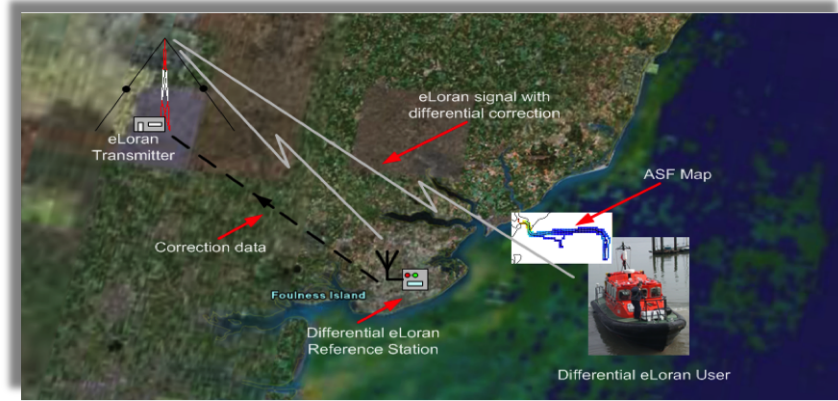 eLoran signal with
differential correction
eLoran
Transmitter
ASF Map
Correction data
Foulness Island
Differential eLoran
Reference Station
Differential eLoran User